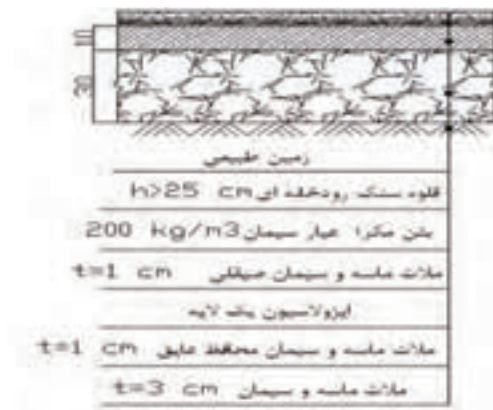 10
30
زمین طبیعی
قلوه سنگ رودخانه ای h>25 cm
بتن مگرا عیار سیمان 200 kg/m3
ملات ماسه و سیمان صیقلی t=1 cm
ایزولاسیون یک لایه
ملات ماسه و سیمان محافظ عایق t=1 cm
ملات ماسه و سیمان t=3 cm